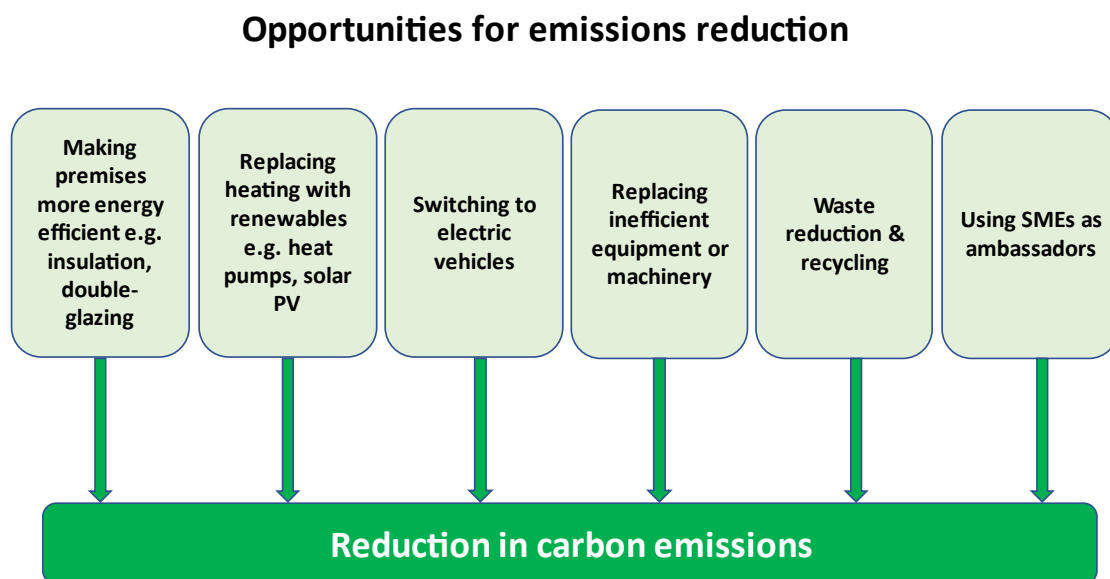 Opportunities for emissions reduction
Making
premises
more energy
efficient e.g.
insulation,
double-
glazing
Replacing
heating with
renewables
e.g. heat
pumps, solar
PV
Switching to
electric
vehicles
Replacing
inefficient
equipment or
machinery
Waste
reduction &
recycling
Using SMEs as
ambassadors
Reduction in carbon emissions